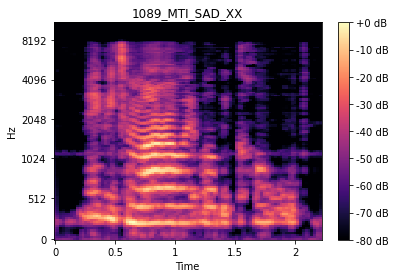 1089_MTI_SAD_XX
+0 dB
8192
-10 dB
4096
-20 dB
-30 dB
2048
Hz
-40 dB
1024
-50 dB
512
-60 dB
-70 dB
0
-80 dB
0 0.5 1 1.5 2
Time